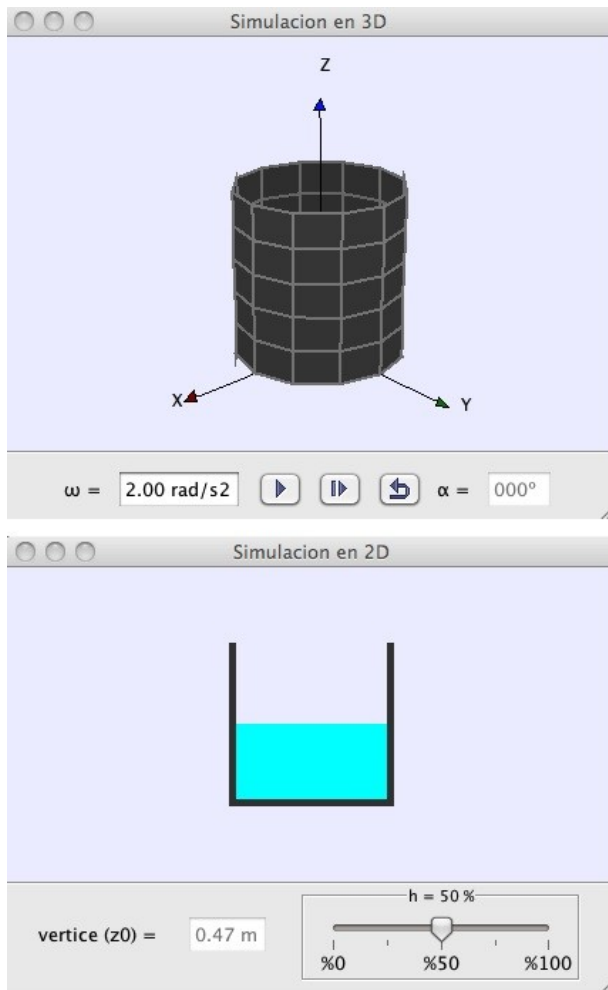 Simulacion en 3D
Z
X
Y
ω = 2.00 rad/s2 α = 000º
Simulacion en 2D
h = 50 %
vertice (z0) = 0.47 m
%0 %50 %100